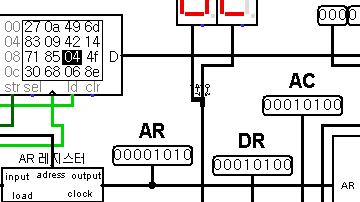 00 27 0a 49 6d
04 83 09 42 14
08 71 85 04 4f D
0c 30 68 06 8e
str sel ld clr
000
AC
00010100
AR
00001010
DR
00010100
AR 레지스터
input adress output
load clock
AR